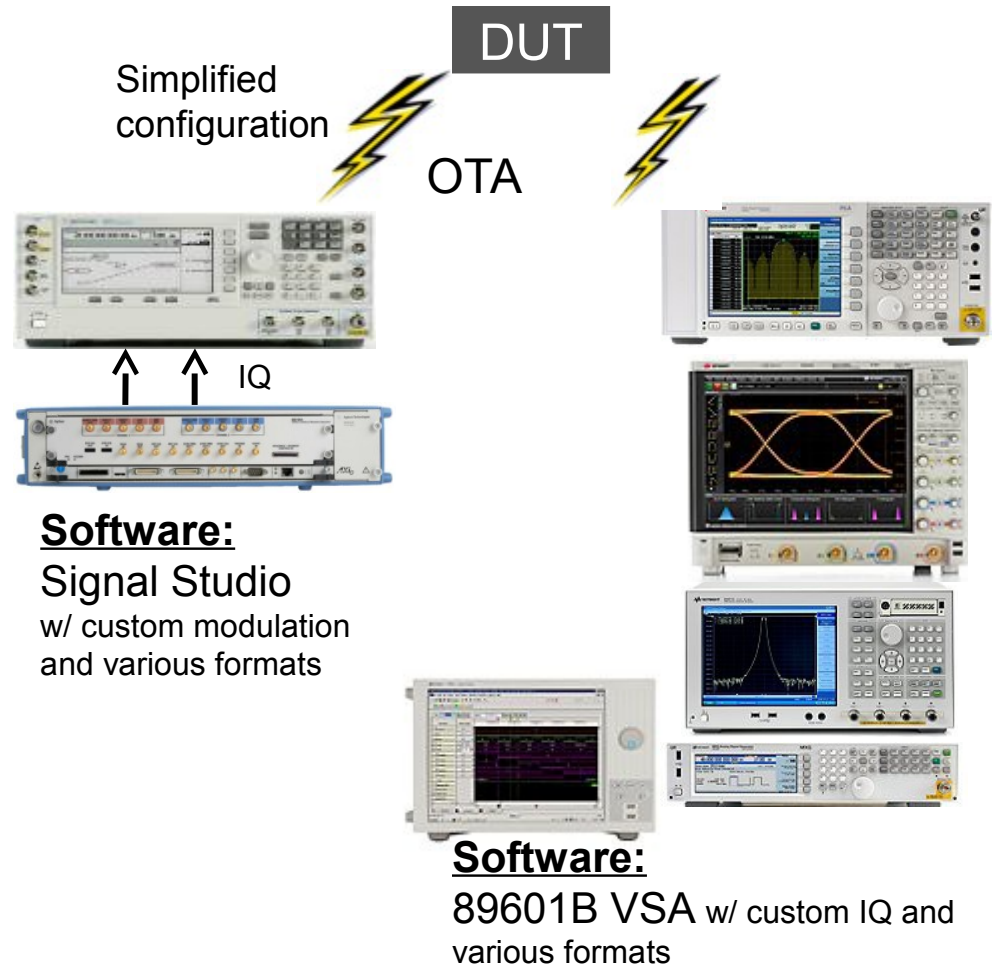 DUT
Simplified
configuration
OTA
IQ
Software:
Signal Studio
w/ custom modulation
and various formats
Software:
89601B VSA w/ custom IQ and
various formats